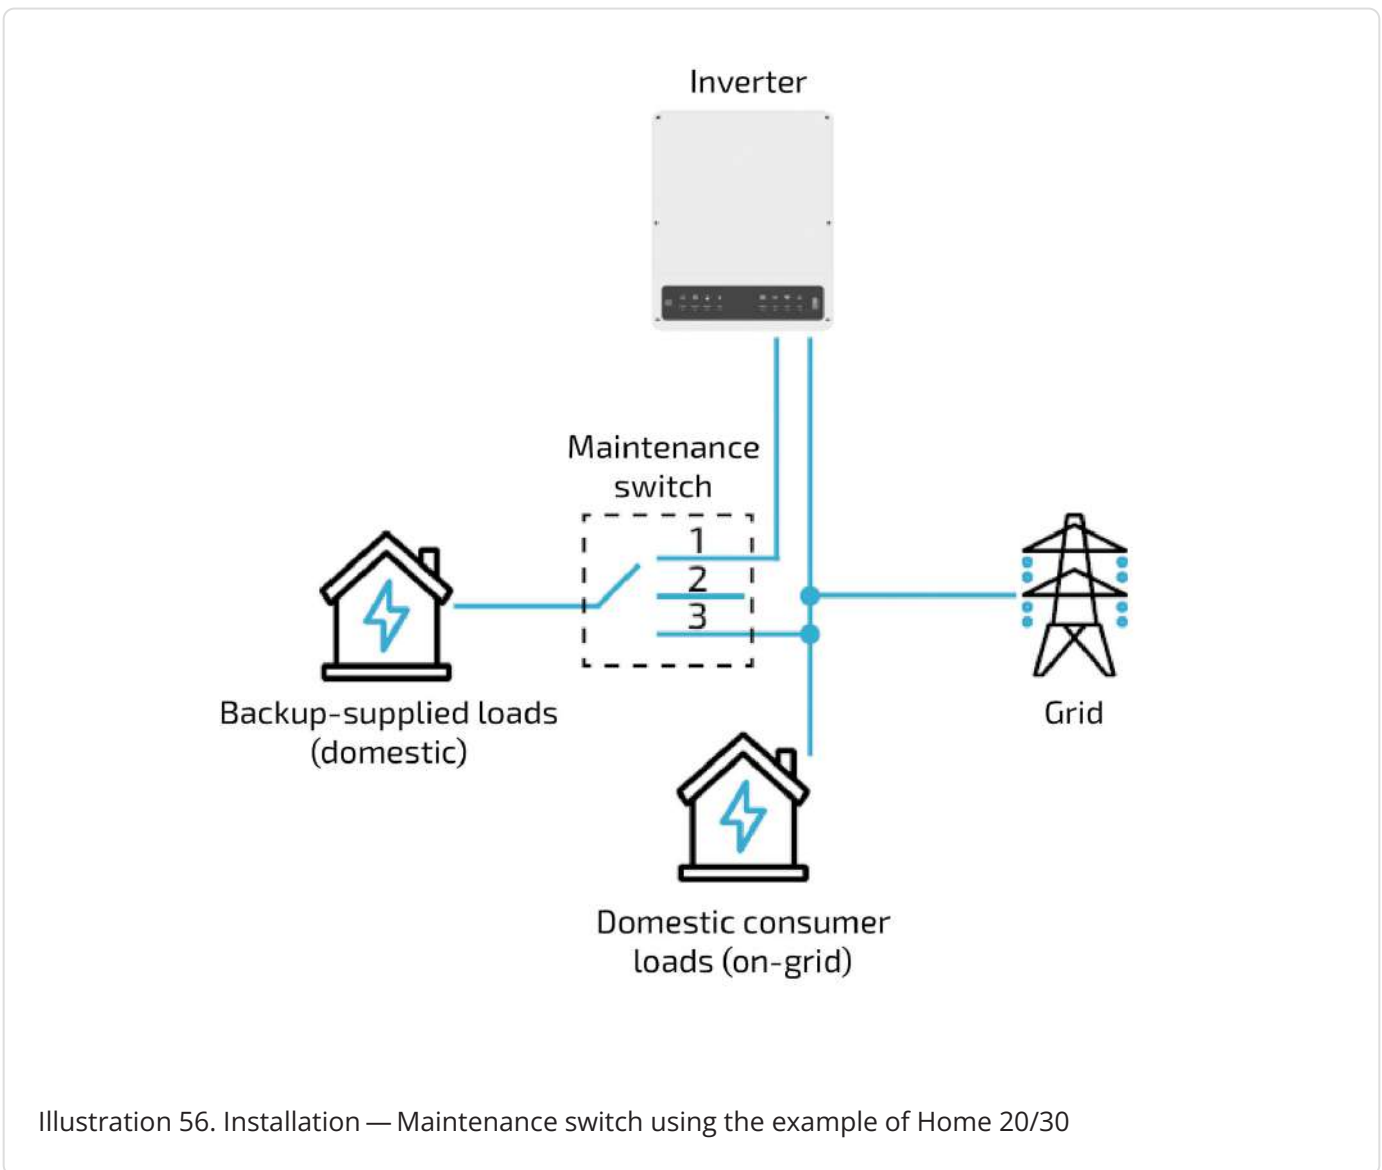 Inverter
Maintenance
switch
1
2
3
Backup-supplied loads
(domestic)
Grid
Domestic consumer
loads (on-grid)
Illustration 56. Installation — Maintenance switch using the example of Home 20/30